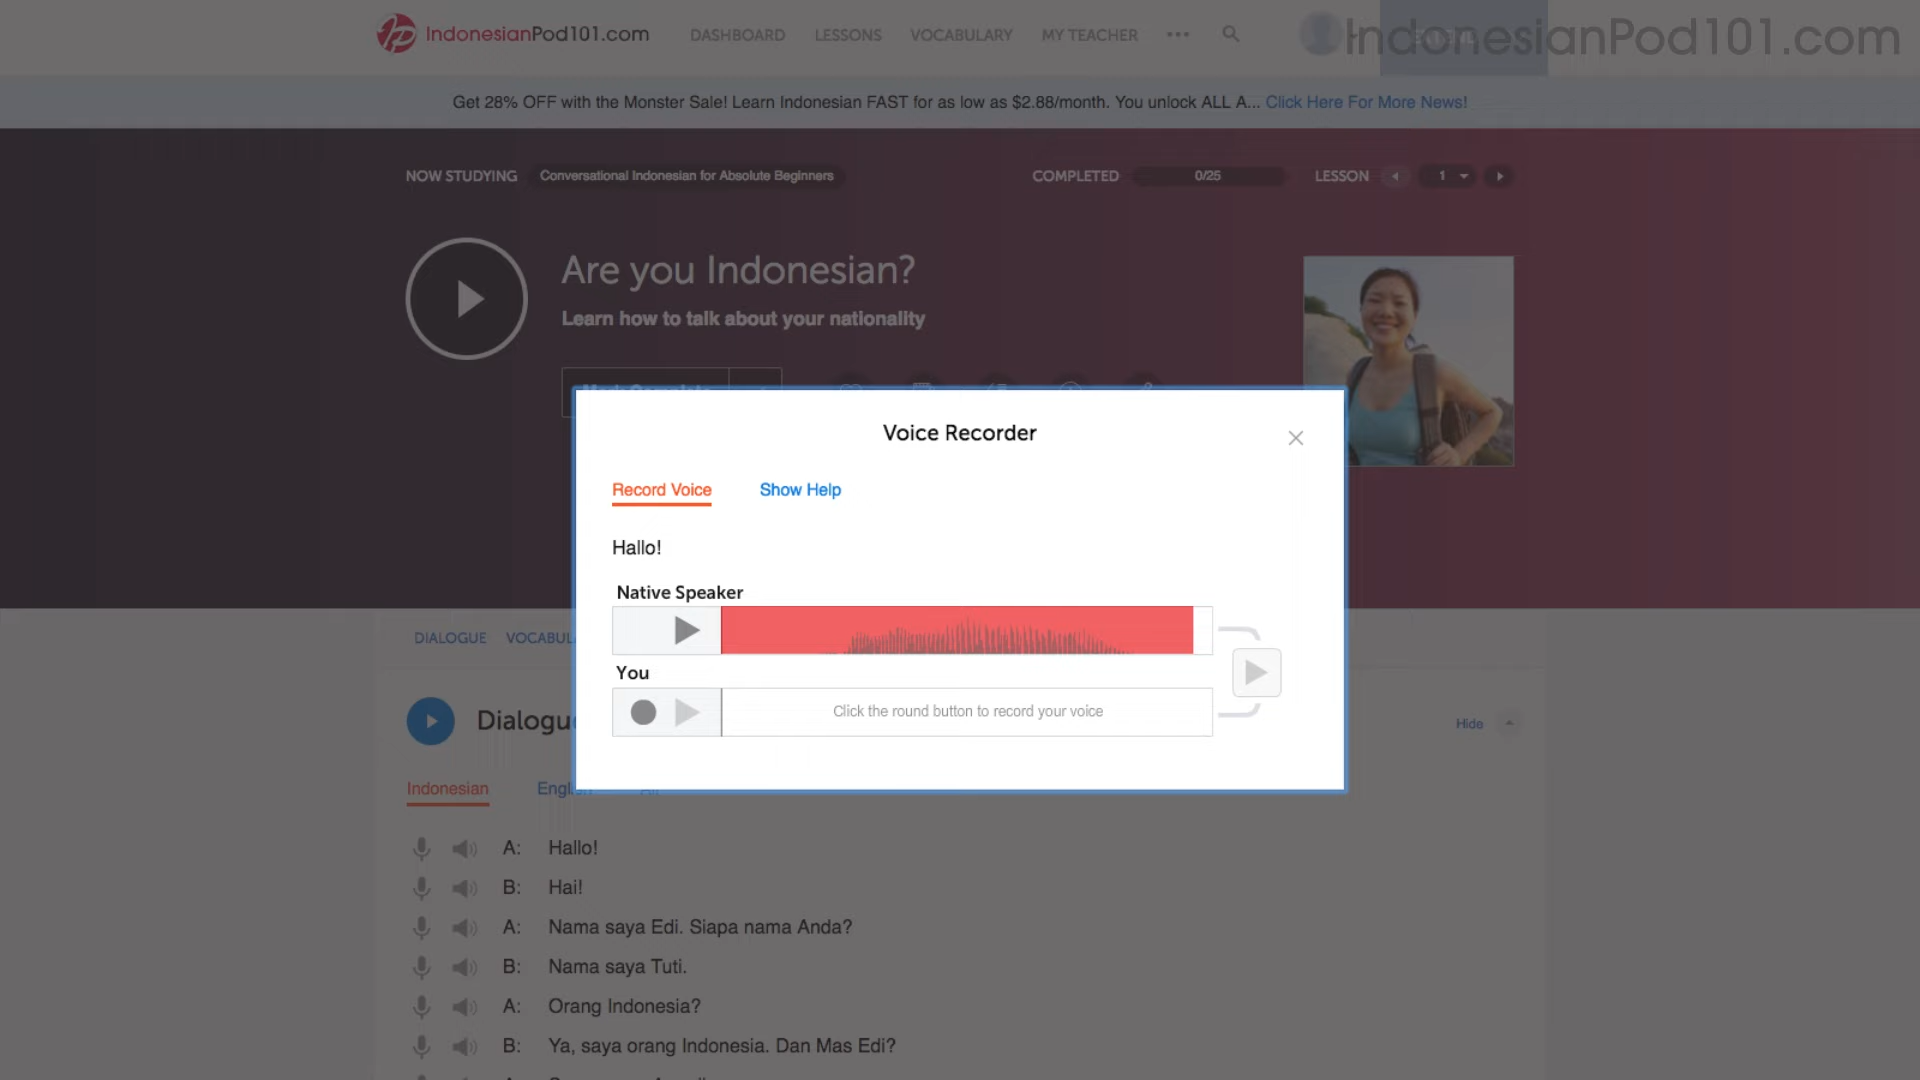 IndonesianPod101.com
DASHBOARD
LESSONS
VOCABULARY
MY TEACHER
IndonesianPod101.com
Get 28% OFF with the Monster Sale! Learn Indonesian FAST for as low as $2.88/month. You unlock ALL A... Click Here For More News!
NOW STUDYING
Conversational Indonesian for Absolute Beginners
COMPLETED
0/25
LESSON
1
Are you Indonesian?
Learn how to talk about your nationality
Voice Recorder
Record Voice
Show Help
Hallo!
Native Speaker
You
Click the round button to record your voice
DIALOGUE
Hide
Indonesian
A: Hallo!
B: Hai!
A: Nama saya Edi. Siapa nama Anda?
B: Nama saya Tuti.
A: Orang Indonesia?
B: Ya, saya orang Indonesia. Dan Mas Edi?